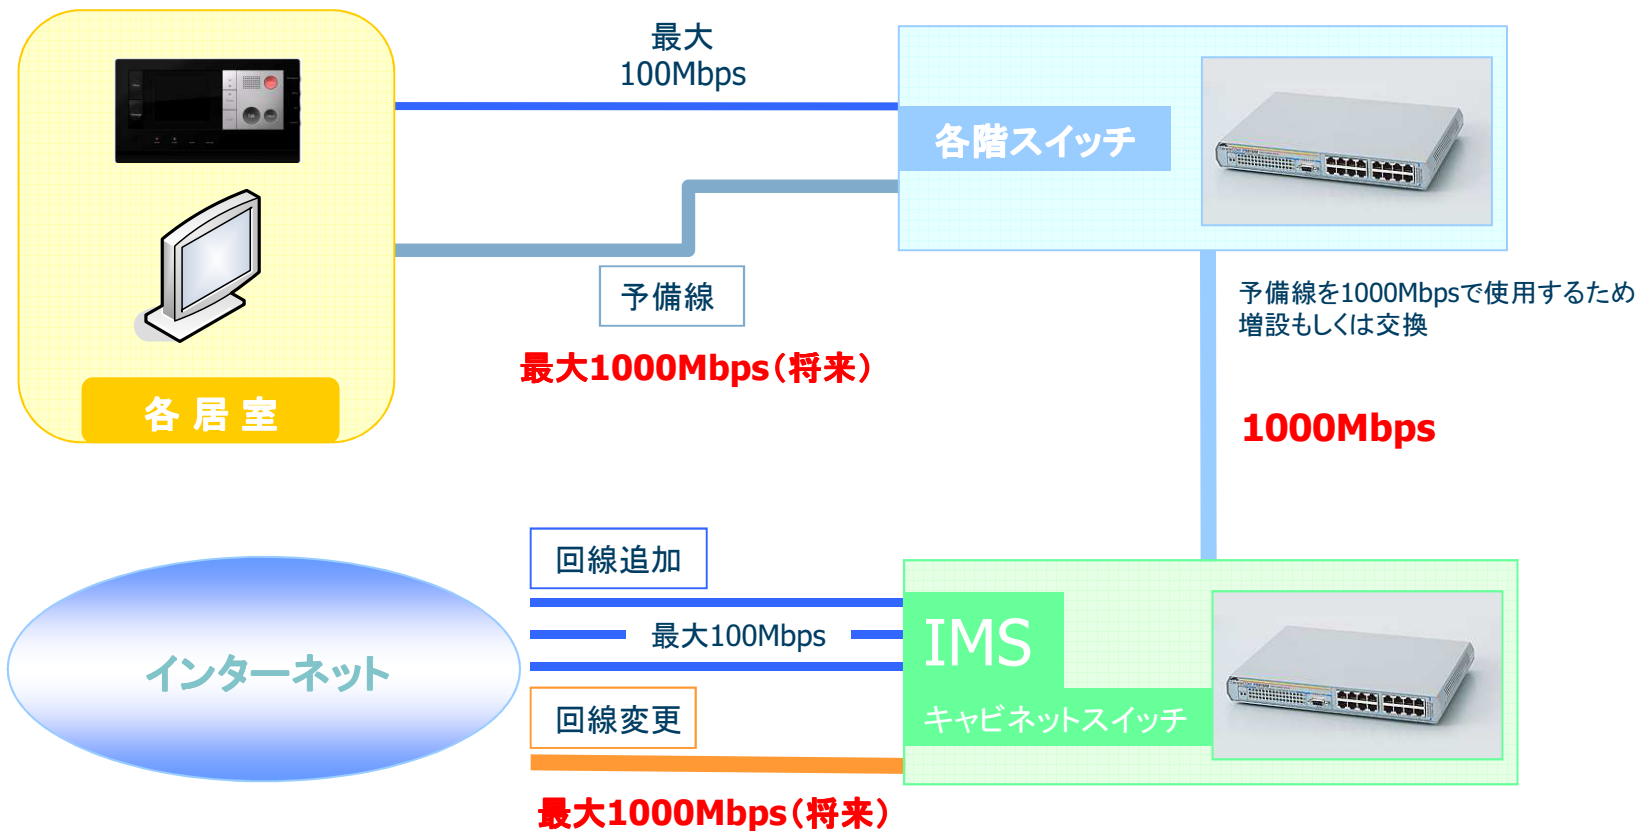 最大
100Mbps
各階スイッチ
予備線
最大1000Mbps（将来）
各居室
予備線を1000Mbpsで使用するため
増設もしくは交換
1000Mbps
回線追加
最大100Mbps
インターネット
回線変更
最大1000Mbps（将来）
IMS
キャビネットスイッチ